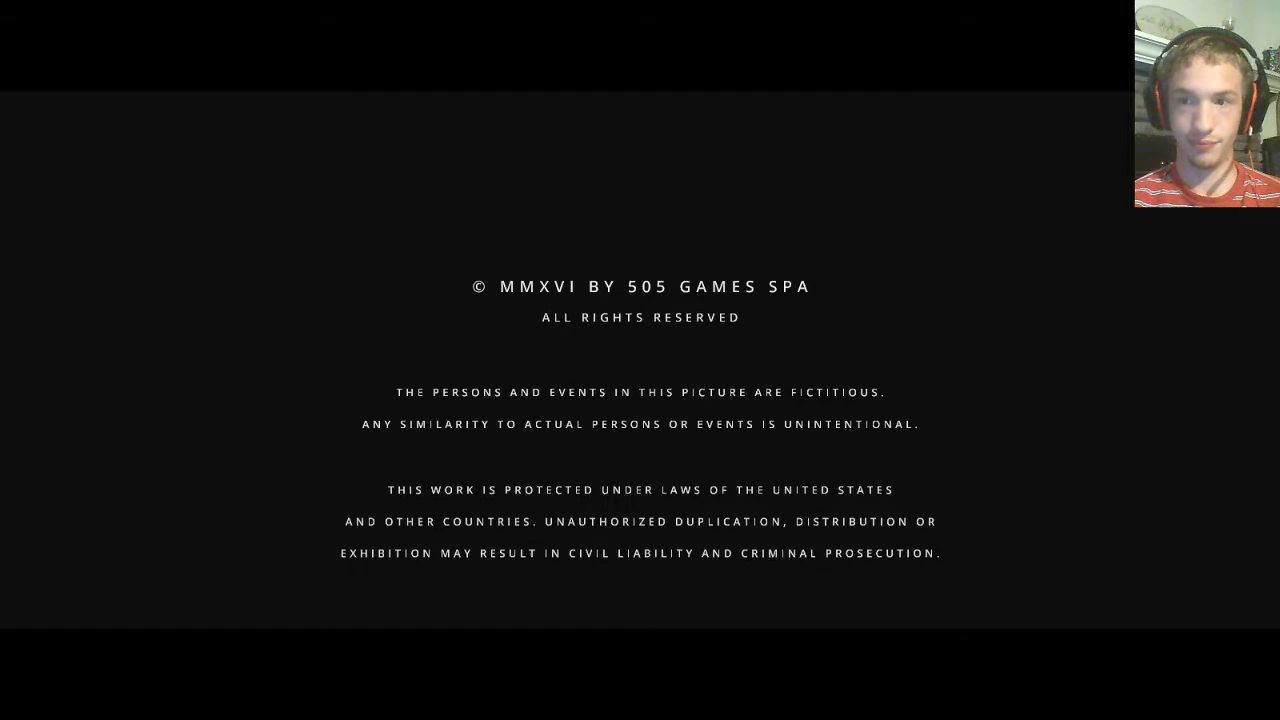 © MMXVI BY 505 GAMES SPA
ALL RIGHTS RESERVED
THE PERSONS AND EVENTS IN THIS PICTURE ARE FICTITIOUS.
ANY SIMILARITY TO ACTUAL PERSONS OR EVENTS IS UNINTENTIONAL.
THIS WORK IS PROTECTED UNDER LAWS OF THE UNITED STATES
AND OTHER COUNTRIES. UNAUTHORIZED DUPLICATION, DISTRIBUTION OR
EXHIBITION MAY RESULT IN CIVIL LIABILITY AND CRIMINAL PROSECUTION.